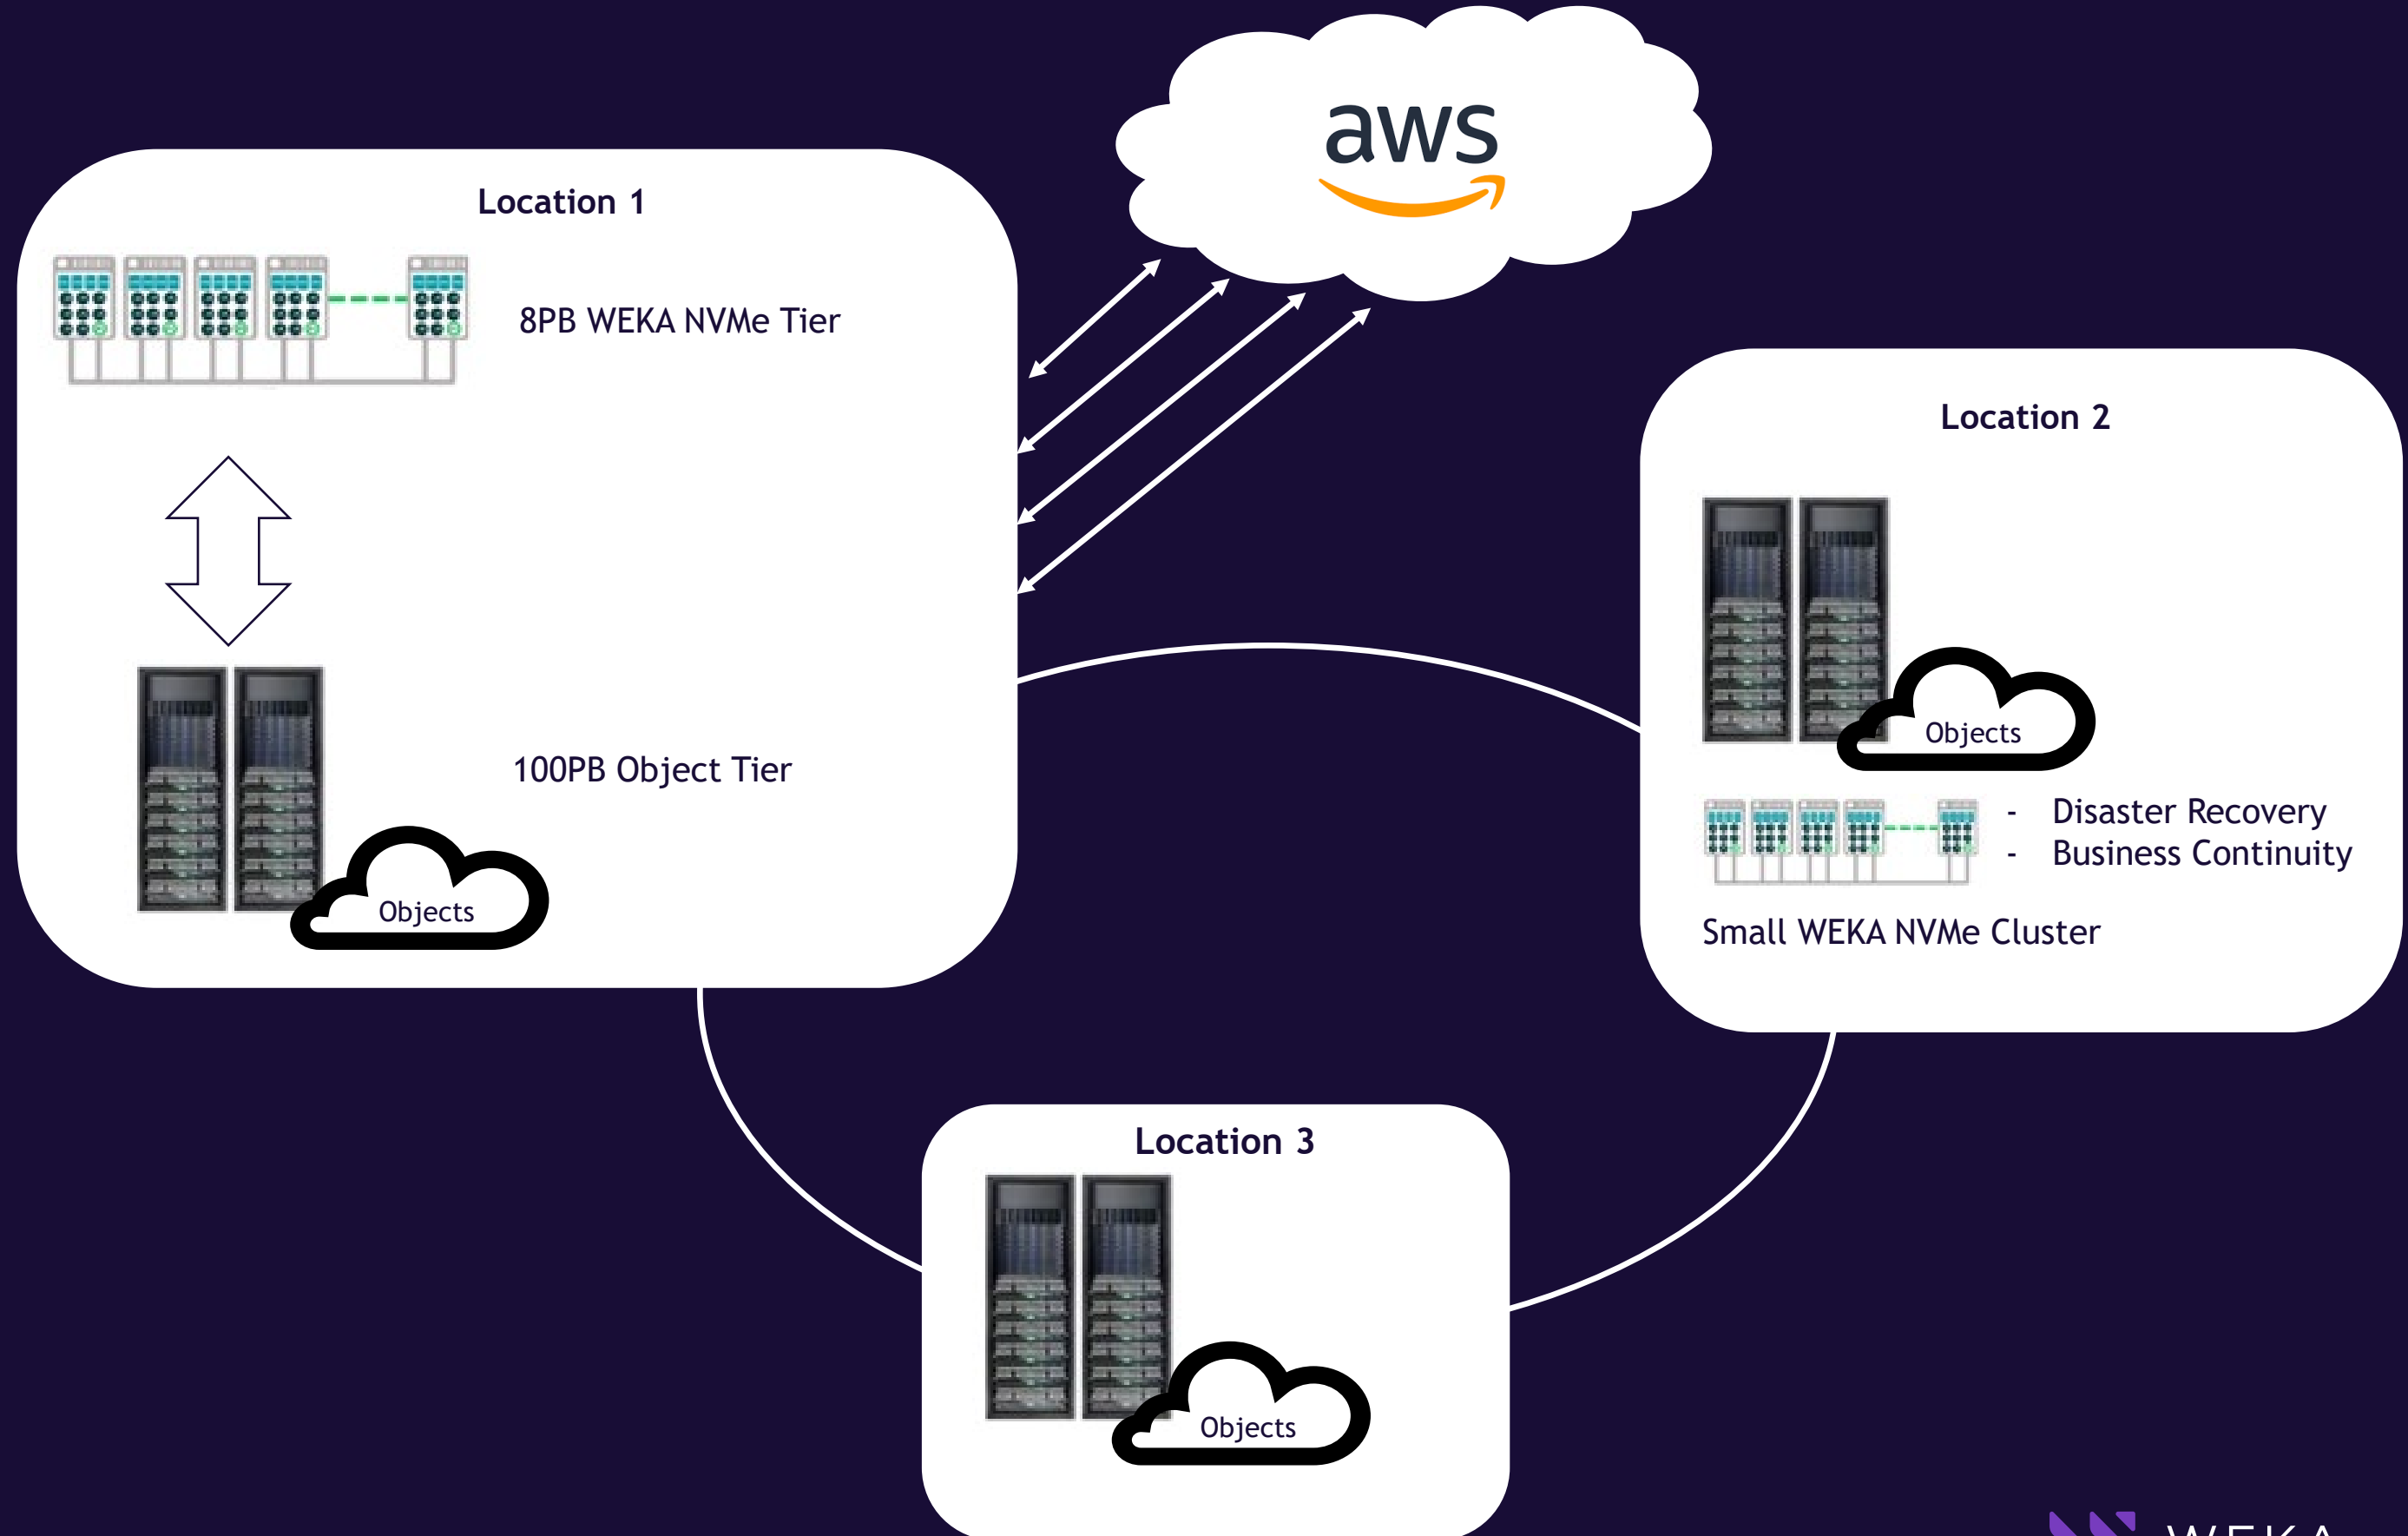 aws
Location 1
8PB WEKA NVMe Tier
100PB Object Tier
Objects
Location 2
Objects
- Disaster Recovery
- Business Continuity
Small WEKA NVMe Cluster
Location 3
Objects
WEKA